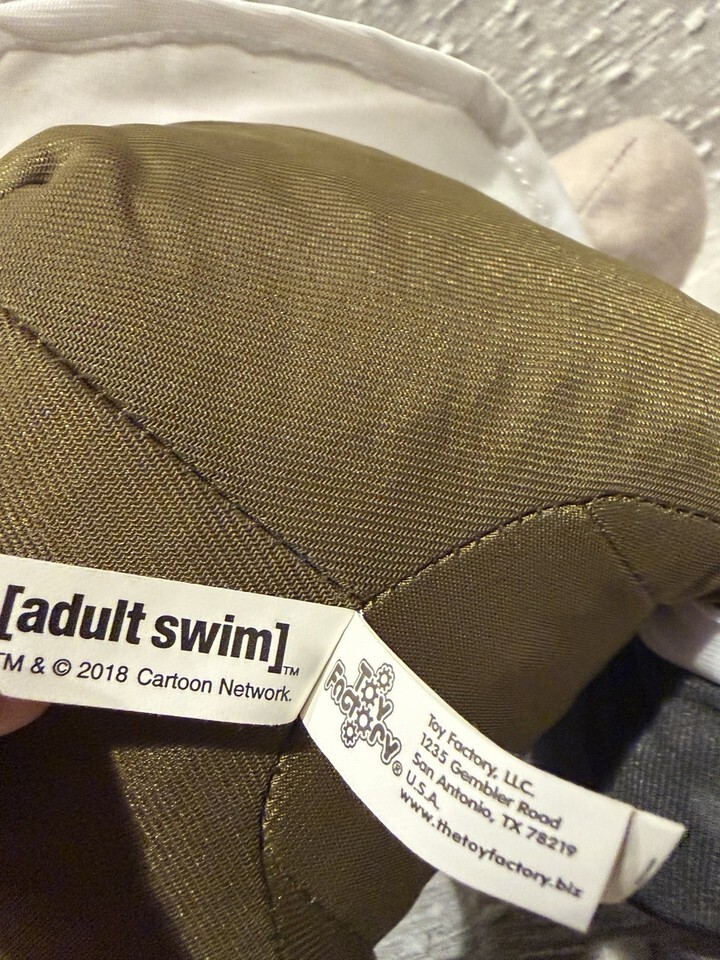 [adult swim]™
TM & © 2018 Cartoon Network.
Toy
Factory®
Toy Factory, LLC.
1235 Gembler Road
San Antonio, TX 78219
U.S.A.
www.thetoyfactory.biz